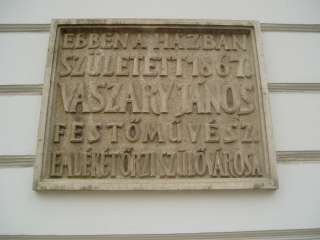 EBBEN A HÁZBAN
SZÜLETETT 1867.
VASZARY JÁNOS
FESTŐMŰVÉSZ
EMLÉKÉT ŐRZI SZÜLŐVÁROSA